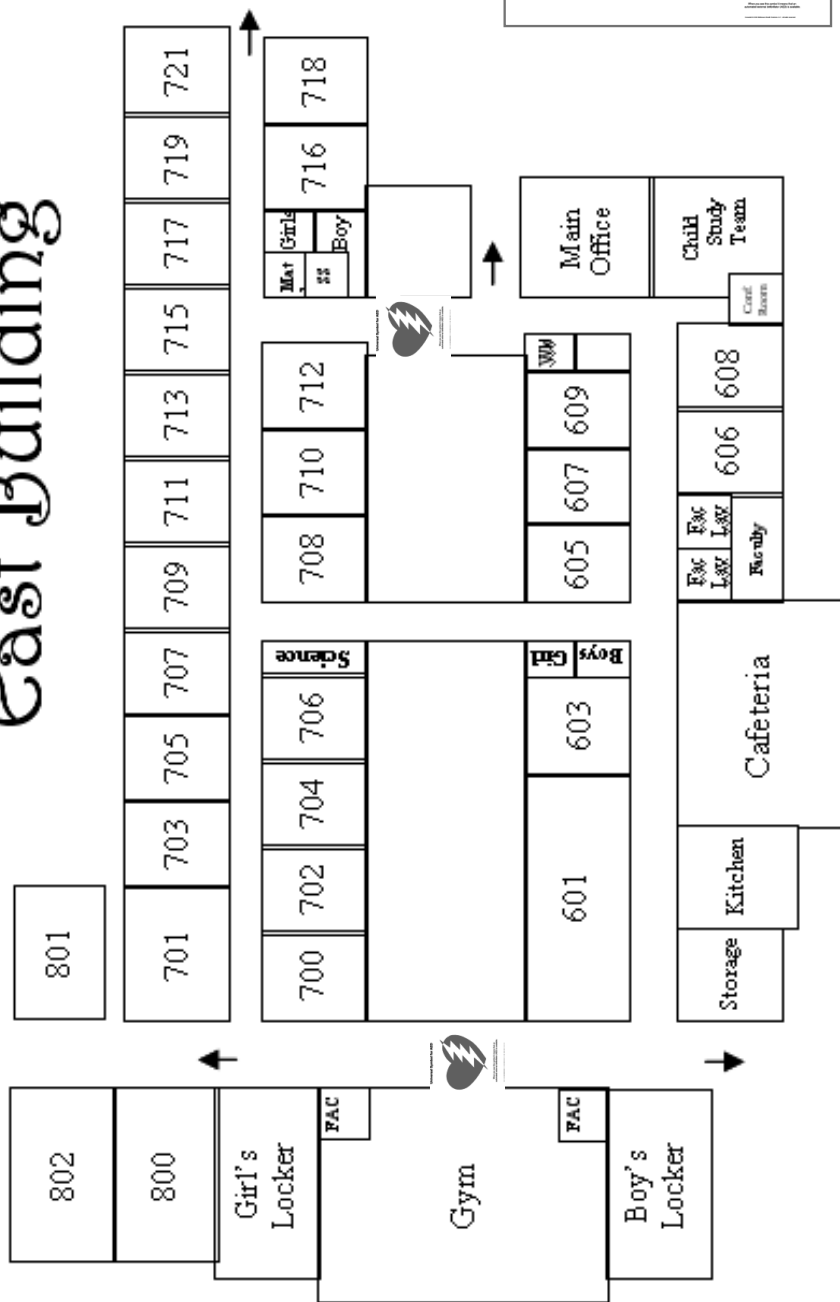 East Building
721
719
717
715
713
711
709
707
705
703
701
801
718
716
Girls
Boy
Mat
ss
712
710
708
Science
706
704
702
700
Main
Office
Child
Study
Team
Conf.
Room
609
607
605
608
606
Fac
Lav
Fac
Lav
Faculty
Girl
Boys
603
601
Cafeteria
Kitchen
Storage
802
800
Girl's
Locker
FAC
Gym
FAC
Boy's
Locker